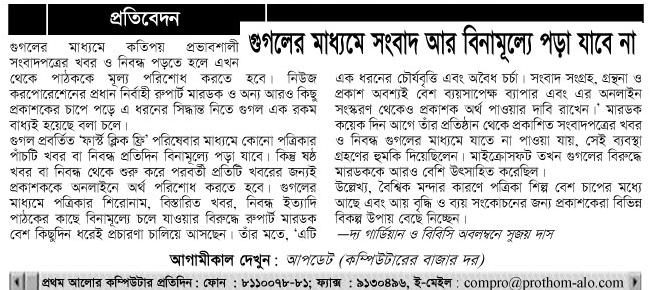 প্রতিবেদন
গুগলের মাধ্যমে সংবাদ আর বিনামূল্যে পড়া যাবে না
গুগলের মাধ্যমে কতিপয় প্রভাবশালী
সংবাদপত্রের খবর ও নিবন্ধ পড়তে হলে এখন
থেকে পাঠককে মূল্য পরিশোধ করতে হবে। নিউজ
করপোরেশনের প্রধান নির্বাহী রুপার্ট মারডক ও অন্য আরও কিছু
প্রকাশকের চাপে পড়ে এ ধরনের সিদ্ধান্ত নিতে গুগল এক রকম
বাধ্যই হয়েছে বলা চলে।
গুগল প্রবর্তিত 'ফার্স্ট ক্লিক ফ্রি' পরিষেবার মাধ্যমে কোনো পত্রিকার
পাঁচটি খবর বা নিবন্ধ প্রতিদিন বিনামূল্যে পড়া যাবে। কিন্তু ষষ্ঠ
খবর বা নিবন্ধ থেকে শুরু করে পরবর্তী প্রতিটি খবরের জন্যই
প্রকাশককে অনলাইনে অর্থ পরিশোধ করতে হবে। গুগলের
মাধ্যমে পত্রিকার শিরোনাম, বিস্তারিত খবর, নিবন্ধ ইত্যাদি
পাঠকের কাছে বিনামূল্যে চলে যাওয়ার বিরুদ্ধে রুপার্ট মারডক
বেশ কিছুদিন ধরেই প্রচারণা চালিয়ে আসছেন। তাঁর মতে, 'এটি
এক ধরনের চৌর্যবৃত্তি এবং অবৈধ চর্চা। সংবাদ সংগ্রহ, গ্রন্থনা ও
প্রকাশ অবশ্যই বেশ ব্যয়সাপেক্ষ ব্যাপার এবং এর অনলাইন
সংস্করণ থেকেও প্রকাশক অর্থ পাওয়ার দাবি রাখেন।' মারডক
কয়েক দিন আগে তাঁর প্রতিষ্ঠান থেকে প্রকাশিত সংবাদপত্রের খবর
ও নিবন্ধ গুগলের মাধ্যমে যাতে না পাওয়া যায়, সেই ব্যবস্থা
গ্রহণের হুমকি দিয়েছিলেন। মাইক্রোসফট তখন গুগলের বিরুদ্ধে
মারডককে আরও বেশি উৎসাহিত করেছিল।
উল্লেখ্য, বৈশ্বিক মন্দার কারণে পত্রিকা শিল্প বেশ চাপের মধ্যে
আছে এবং আয় বৃদ্ধি ও ব্যয় সংকোচনের জন্য প্রকাশকেরা বিভিন্ন
বিকল্প উপায় বেছে নিচ্ছেন।
—দ্য গার্ডিয়ান ও বিবিসি অবলম্বনে সুজয় দাস
আগামীকাল দেখুন : আপডেট (কম্পিউটারের বাজার দর)
প্রথম আলোর কম্পিউটার প্রতিদিন : ফোন : ৮১১০০৭৮-৮১; ফ্যাক্স : ৯১৩০৪৯৬, ই-মেইল : compro@prothom-alo.com